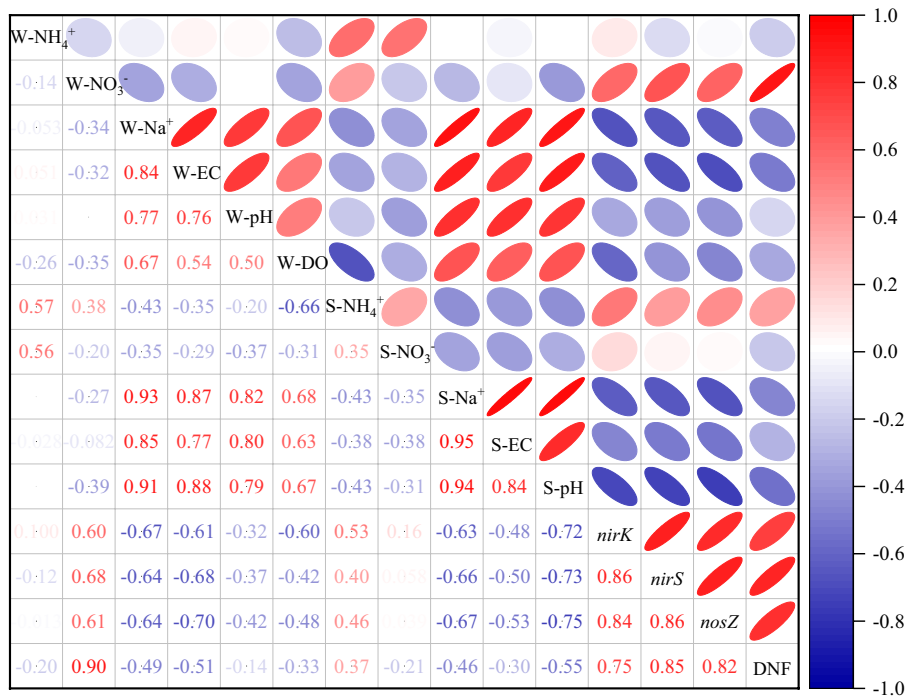 W-NH₄⁺
-0.14 W-NO₃⁻
-0.053 -0.34 W-Na⁺
0.051 -0.32 0.84 W-EC
0.77 0.76 W-pH
-0.26 -0.35 0.67 0.54 0.50 W-DO
0.57 0.38 -0.43 -0.35 -0.20 -0.66 S-NH₄⁺
0.56 -0.20 -0.35 -0.29 -0.37 -0.31 0.35 S-NO₃⁻
-0.27 0.93 0.87 0.82 0.68 -0.43 -0.35 S-Na⁺
-0.028 -0.082 0.85 0.77 0.80 0.63 -0.38 -0.38 0.95 S-EC
-0.39 0.91 0.88 0.79 0.67 -0.43 -0.31 0.94 0.84 S-pH
0.100 0.60 -0.67 -0.61 -0.32 -0.60 0.53 0.16 -0.63 -0.48 -0.72 nirK
-0.12 0.68 -0.64 -0.68 -0.37 -0.42 0.40 0.058 -0.66 -0.50 -0.73 0.86 nirS
0.61 -0.64 -0.70 -0.42 -0.48 0.46 -0.67 -0.53 -0.75 0.84 0.86 nosZ
-0.20 0.90 -0.49 -0.51 -0.14 -0.33 0.37 -0.21 -0.46 -0.30 -0.55 0.75 0.85 0.82 DNF
1.0
0.8
0.6
0.4
0.2
0.0
-0.2
-0.4
-0.6
-0.8
-1.0